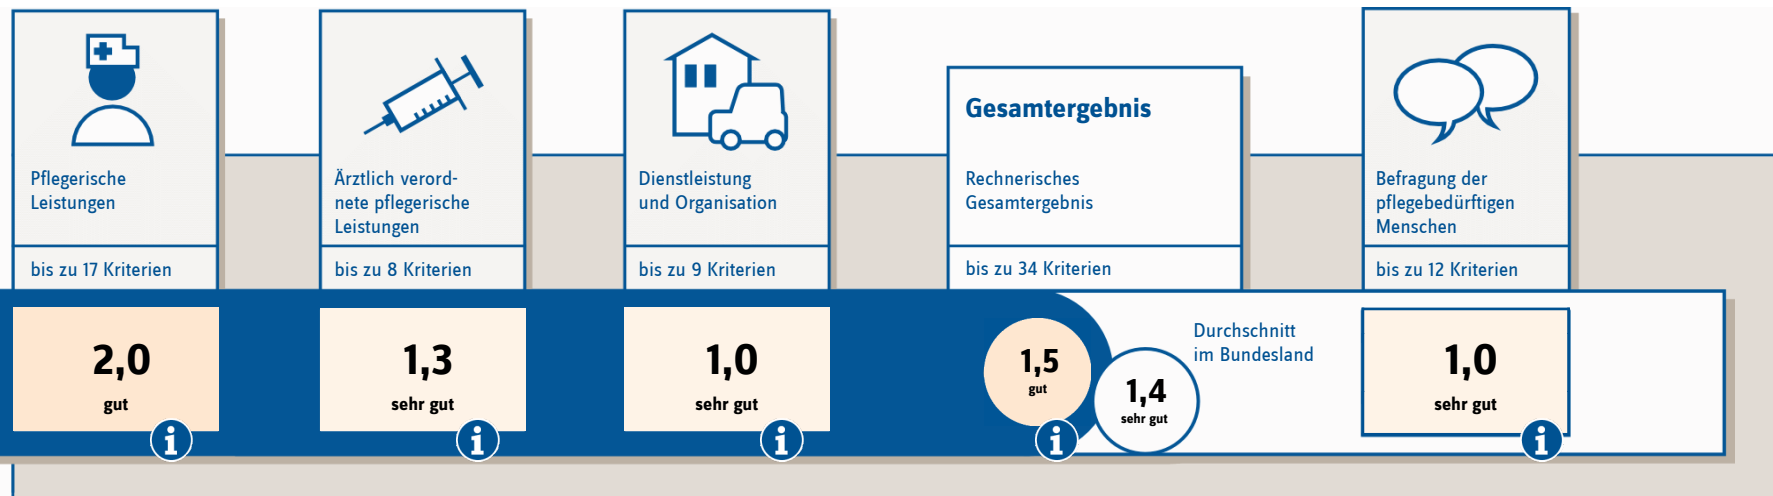 Pflegerische
Leistungen
bis zu 17 Kriterien
2,0
gut
i
Ärztlich verord-
nete pflegerische
Leistungen
bis zu 8 Kriterien
1,3
sehr gut
i
Dienstleistung
und Organisation
bis zu 9 Kriterien
1,0
sehr gut
i
Gesamtergebnis
Rechnerisches
Gesamtergebnis
bis zu 34 Kriterien
1,5
gut
i
1,4
sehr gut
Durchschnitt
im Bundesland
Befragung der
pflegebedürftigen
Menschen
bis zu 12 Kriterien
1,0
sehr gut
i